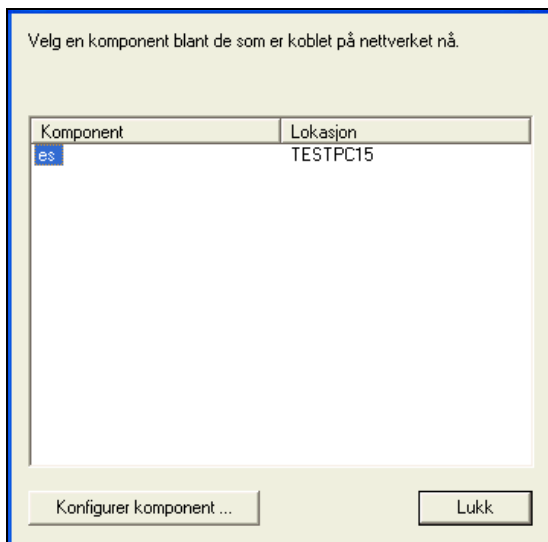 Velg en komponent blant de som er koblet på nettverket nå.
Komponent Lokasjon
es TESTPC15
Konfigurer komponent ... Lukk